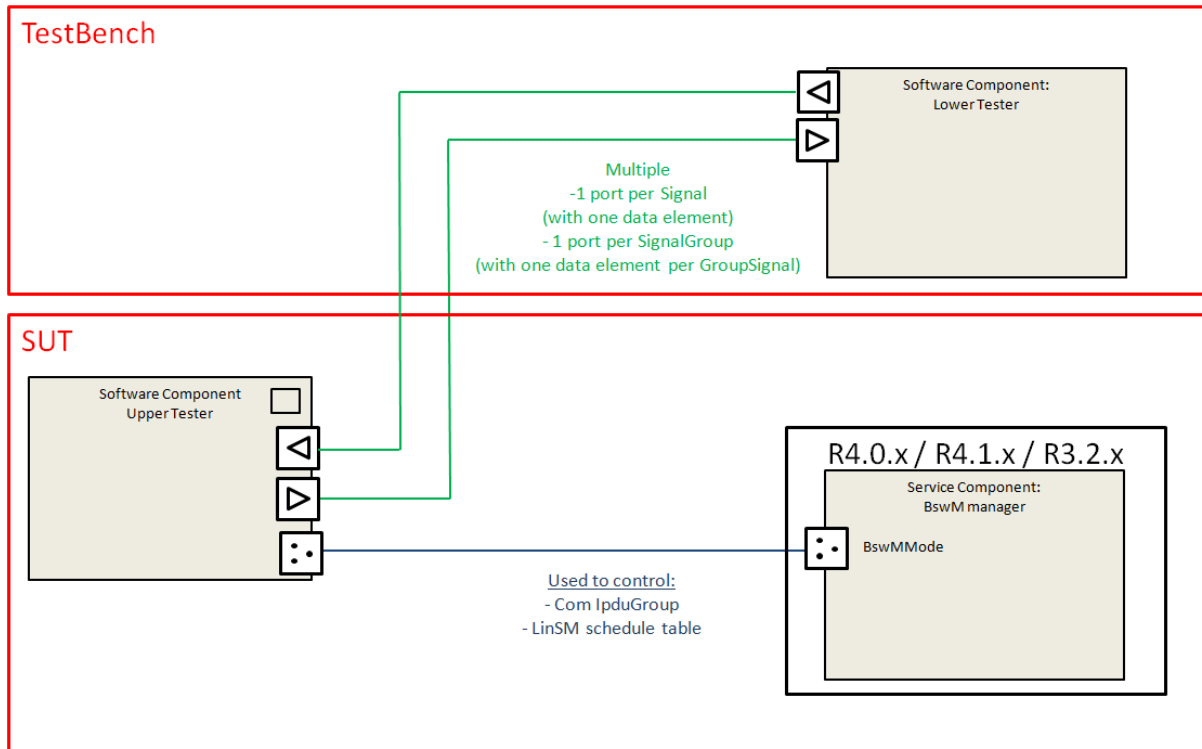 TestBench
Software Component:
Lower Tester
Multiple
-1 port per Signal
(with one data element)
- 1 port per SignalGroup
(with one data element per GroupSignal)
SUT
Software Component
Upper Tester
R4.0.x / R4.1.x / R3.2.x
Service Component:
BswM manager
BswMMode
Used to control:
- Com IpduGroup
- LinSM schedule table